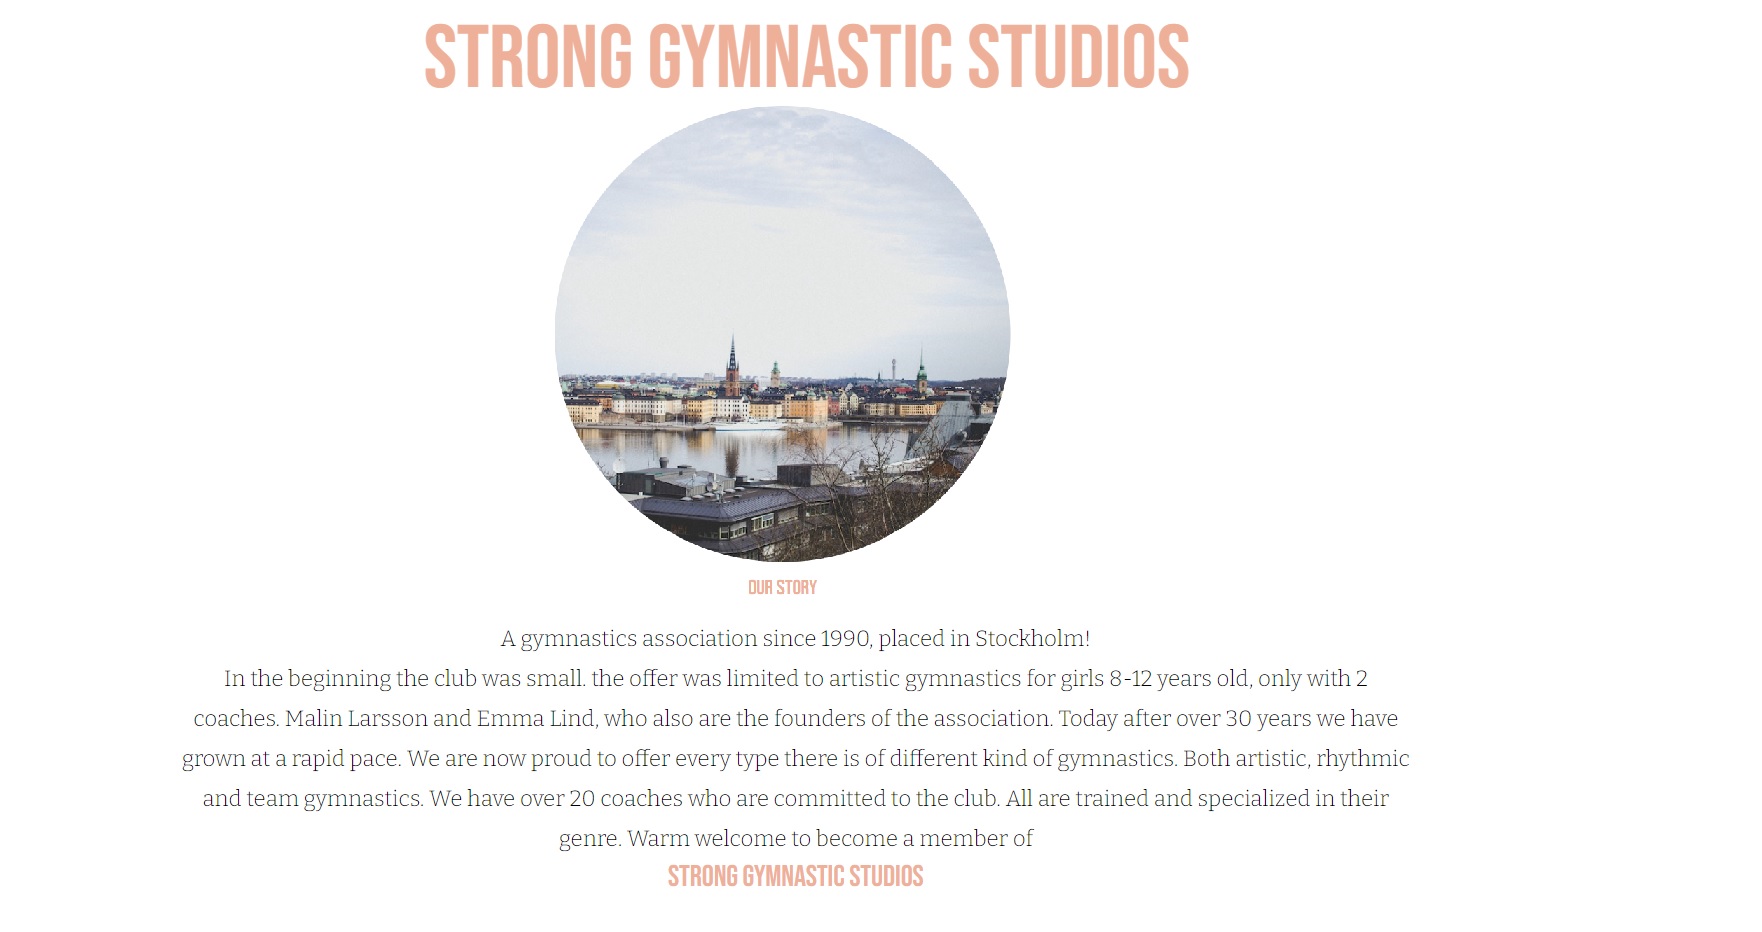 STRONG GYMNASTIC STUDIOS
OUR STORY
A gymnastics association since 1990, placed in Stockholm!
In the beginning the club was small. the offer was limited to artistic gymnastics for girls 8-12 years old, only with 2
coaches. Malin Larsson and Emma Lind, who also are the founders of the association. Today after over 30 years we have
grown at a rapid pace. We are now proud to offer every type there is of different kind of gymnastics. Both artistic, rhythmic
and team gymnastics. We have over 20 coaches who are committed to the club. All are trained and specialized in their
genre. Warm welcome to become a member of
STRONG GYMNASTIC STUDIOS